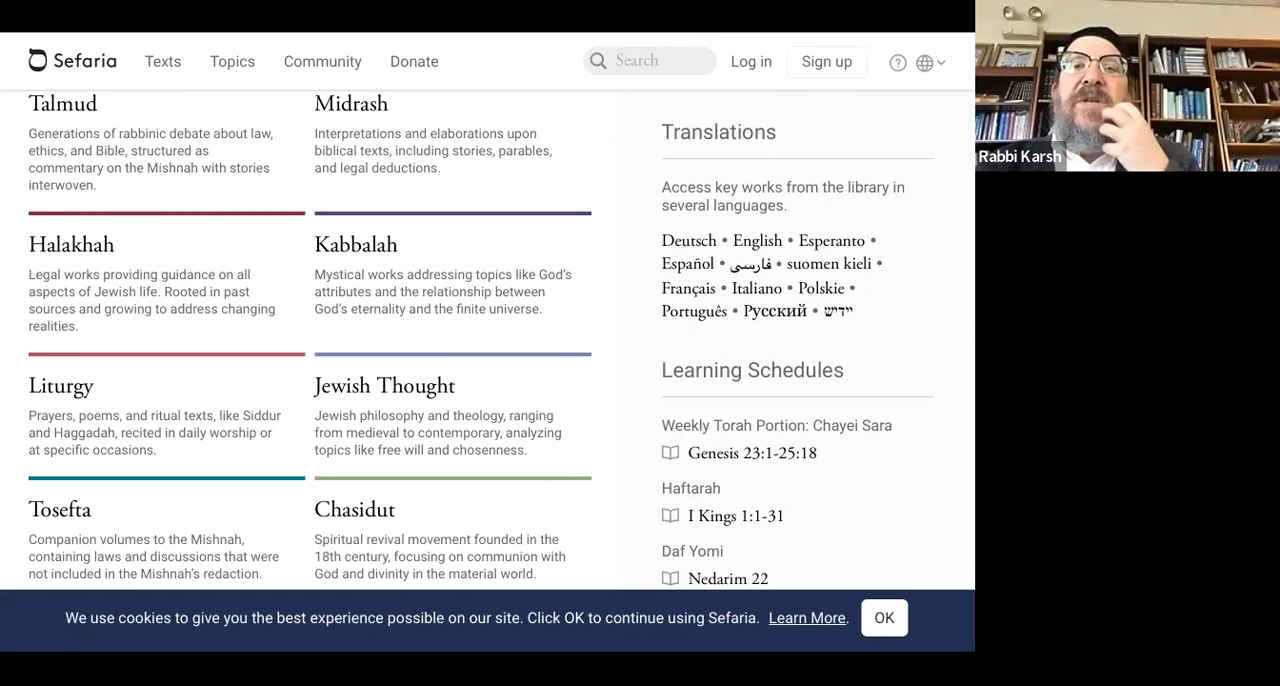 Sefaria Texts Topics Community Donate Search Log in Sign up
Talmud
Generations of rabbinic debate about law,
ethics, and Bible, structured as
commentary on the Mishnah with stories
interwoven.
Midrash
Interpretations and elaborations upon
biblical texts, including stories, parables,
and legal deductions.
Halakhah
Legal works providing guidance on all
aspects of Jewish life. Rooted in past
sources and growing to address changing
realities.
Kabbalah
Mystical works addressing topics like God's
attributes and the relationship between
God's eternality and the finite universe.
Liturgy
Prayers, poems, and ritual texts, like Siddur
and Haggadah, recited in daily worship or
at specific occasions.
Jewish Thought
Jewish philosophy and theology, ranging
from medieval to contemporary, analyzing
topics like free will and chosenness.
Tosefta
Companion volumes to the Mishnah,
containing laws and discussions that were
not included in the Mishnah's redaction.
Chasidut
Spiritual revival movement founded in the
18th century, focusing on communion with
God and divinity in the material world.
Translations
Access key works from the library in
several languages.
Deutsch • English • Esperanto •
Español • فارسی • suomen kieli •
Français • Italiano • Polskie •
Português • Русский • יידיש
Learning Schedules
Weekly Torah Portion: Chayei Sara
Genesis 23:1-25:18
Haftarah
I Kings 1:1-31
Daf Yomi
Nedarim 22
We use cookies to give you the best experience possible on our site. Click OK to continue using Sefaria. Learn More. OK
Rabbi Karsh